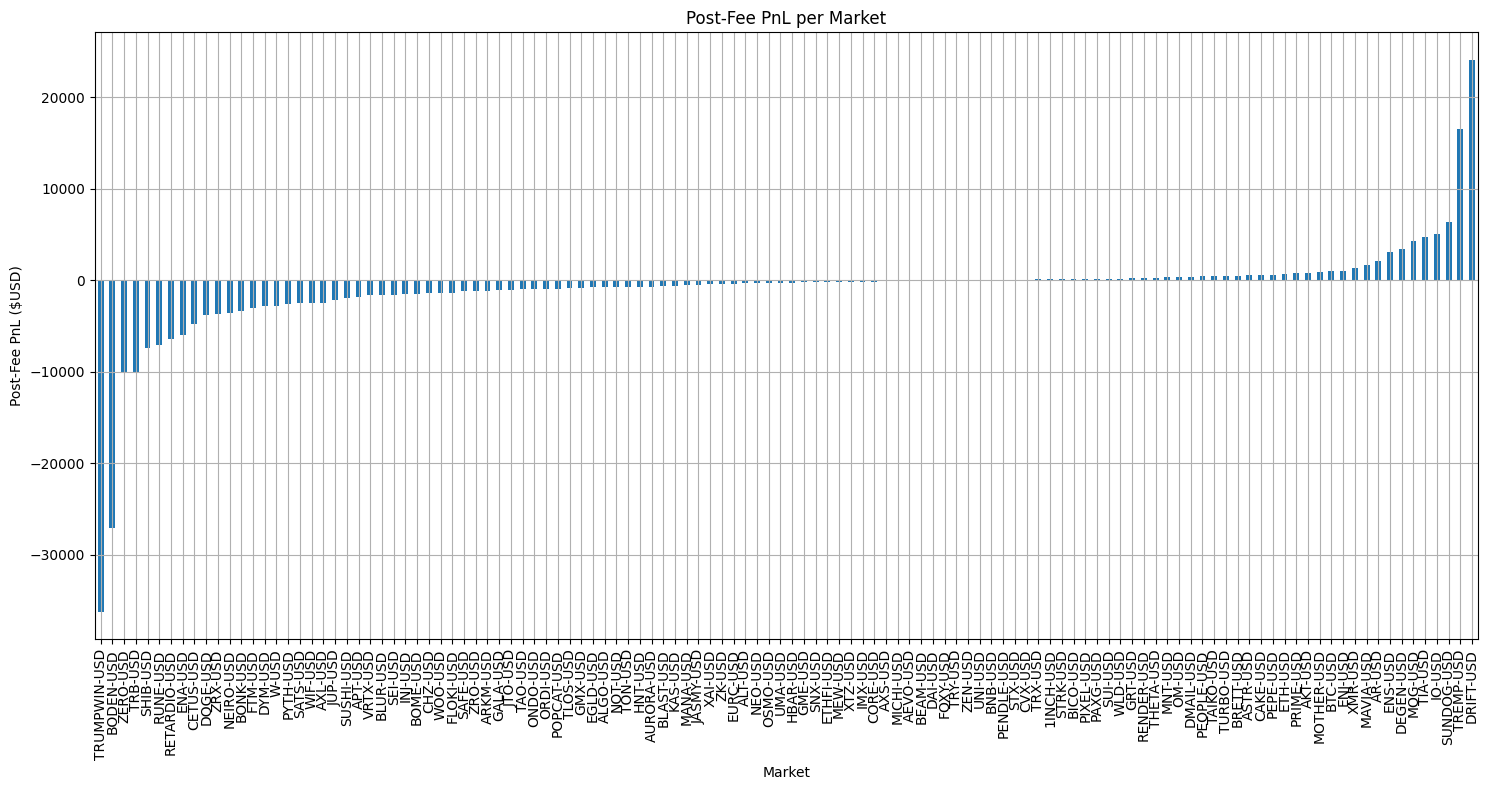 Post-Fee PnL per Market
Post-Fee PnL ($USD)
20000
10000
0
−10000
−20000
−30000
TRUMPWIN-USD
BODEN-USD
ZERO-USD
TRB-USD
SHIB-USD
RUNE-USD
RETARDIO-USD
ENA-USD
CETUS-USD
DOGE-USD
ZRX-USD
NEIRO-USD
BONK-USD
FTM-USD
DYM-USD
W-USD
PYTH-USD
SATS-USD
WIF-USD
AXL-USD
JUP-USD
SUSHI-USD
APT-USD
VRTX-USD
BLUR-USD
SEI-USD
INJ-USD
BOME-USD
CHZ-USD
WOO-USD
FLOKI-USD
SAFE-USD
ZRO-USD
ARKM-USD
GALA-USD
JTO-USD
TAO-USD
ONDO-USD
ORDI-USD
POPCAT-USD
TLOS-USD
GMX-USD
EGLD-USD
ALGO-USD
NOT-USD
TON-USD
HNT-USD
AURORA-USD
BLAST-USD
KAS-USD
MANA-USD
JASMY-USD
XAI-USD
ZK-USD
EURC-USD
ALT-USD
NEO-USD
OSMO-USD
UMA-USD
HBAR-USD
GME-USD
SNX-USD
ETHFI-USD
MEW-USD
XTZ-USD
IMX-USD
CORE-USD
AXS-USD
MICHI-USD
AEVO-USD
BEAM-USD
DAI-USD
FOXY-USD
TRY-USD
ZEN-USD
UNI-USD
BNB-USD
PENDLE-USD
STX-USD
CVX-USD
TRX-USD
1INCH-USD
STRK-USD
BICO-USD
PIXEL-USD
PAXG-USD
SUI-USD
WLD-USD
GRT-USD
RENDER-USD
THETA-USD
MNT-USD
OM-USD
DMAIL-USD
PEOPLE-USD
TAIKO-USD
TURBO-USD
BRETT-USD
ASTR-USD
CAKE-USD
PEPE-USD
ETH-USD
PRIME-USD
AKT-USD
MOTHER-USD
BTC-USD
ENJ-USD
XMR-USD
MAVIA-USD
AR-USD
ENS-USD
DEGEN-USD
MOG-USD
TIA-USD
IO-USD
SUNDOG-USD
TREMP-USD
DRIFT-USD
Market